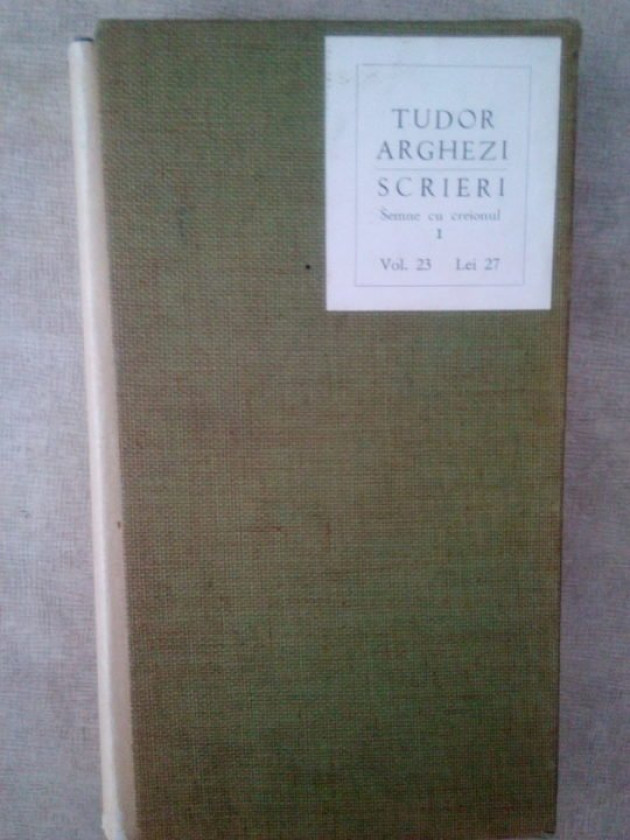 TUDOR
ARGHEZI
SCRIERI
Semne cu creionul
I
Vol. 23 Lei 27